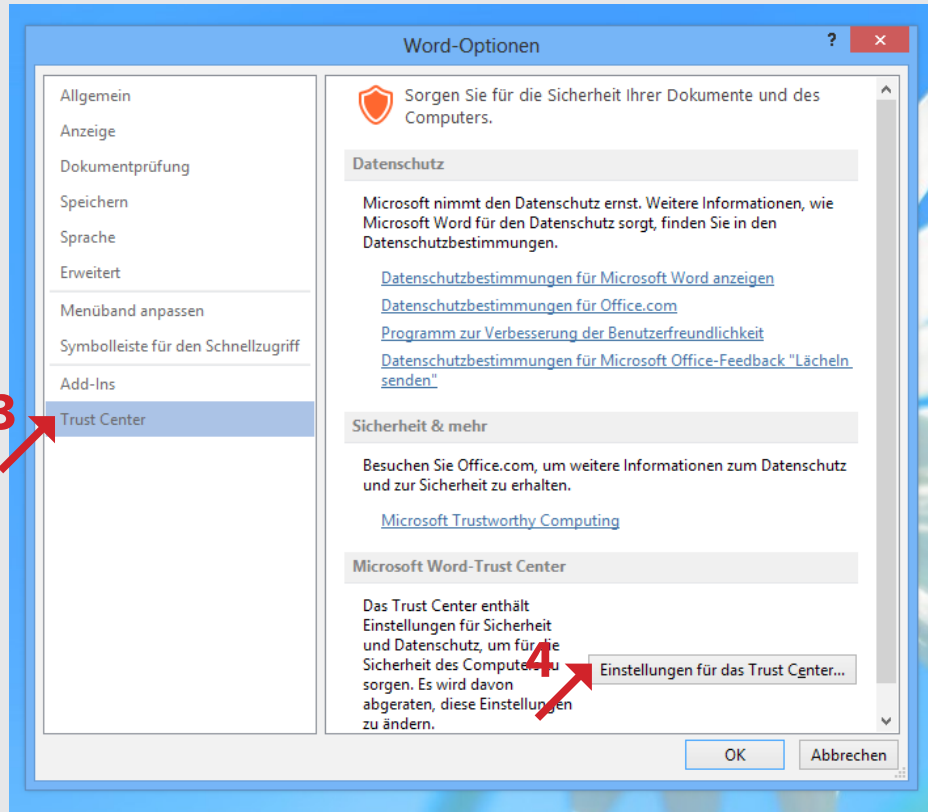 Word-Optionen
?
×
Allgemein
Anzeige
Dokumentprüfung
Speichern
Sprache
Erweitert
Menüband anpassen
Symbolleiste für den Schnellzugriff
Add-Ins
3
Trust Center
Sorgen Sie für die Sicherheit Ihrer Dokumente und des
Computers.
Datenschutz
Microsoft nimmt den Datenschutz ernst. Weitere Informationen, wie
Microsoft Word für den Datenschutz sorgt, finden Sie in den
Datenschutzbestimmungen.
Datenschutzbestimmungen für Microsoft Word anzeigen
Datenschutzbestimmungen für Office.com
Programm zur Verbesserung der Benutzerfreundlichkeit
Datenschutzbestimmungen für Microsoft Office-Feedback "Lächeln
senden"
Sicherheit & mehr
Besuchen Sie Office.com, um weitere Informationen zum Datenschutz
und zur Sicherheit zu erhalten.
Microsoft Trustworthy Computing
Microsoft Word-Trust Center
Das Trust Center enthält
Einstellungen für Sicherheit
und Datenschutz, um für die
Sicherheit des Computers zu
sorgen. Es wird davon
abgeraten, diese Einstellungen
zu ändern.
4
Einstellungen für das Trust Center...
OK
Abbrechen